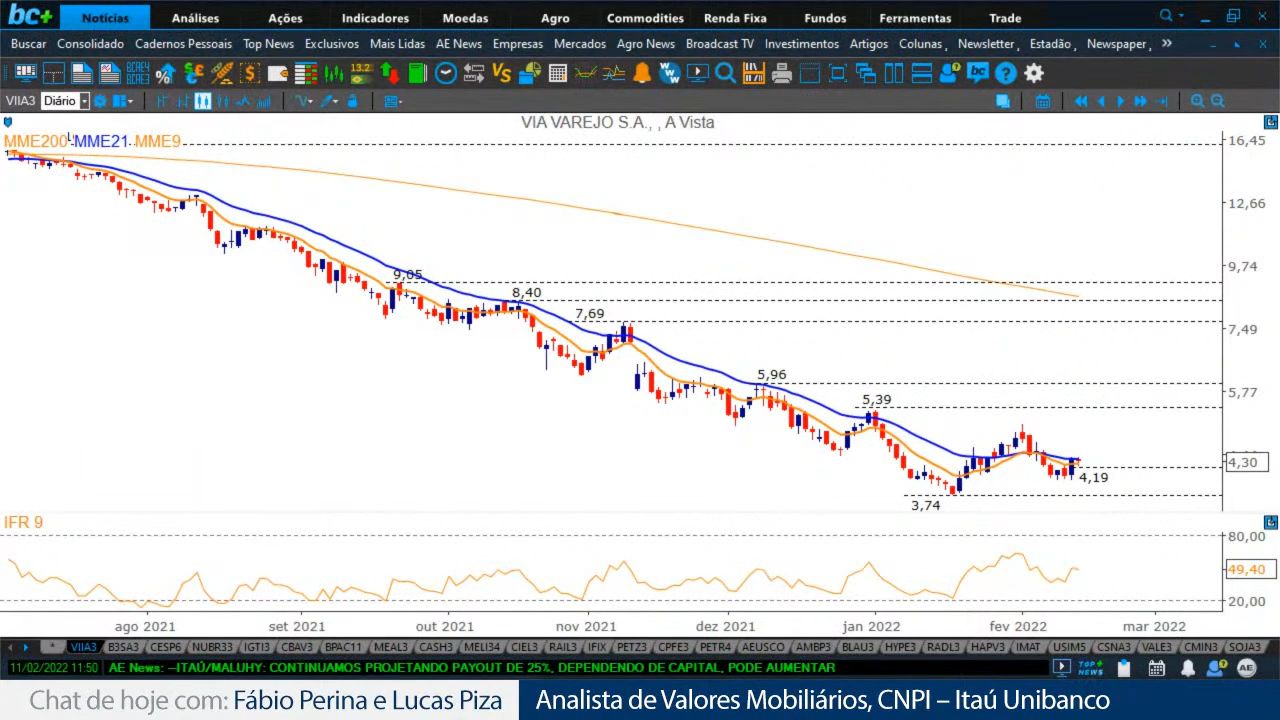 bc+ Notícias Análises Ações Indicadores Moedas Agro Commodities Renda Fixa Fundos Ferramentas Trade
Buscar Consolidado Cadernos Pessoais Top News Exclusivos Mais Lidas AE News Empresas Mercados Agro News Broadcast TV Investimentos Artigos Colunas Newsletter Estadão Newspaper »
VIIA3 Diário
VIA VAREJO S.A., , A Vista
MME200 MME21 MME9
16,45
12,66
9,74
9,05
8,40
7,69
7,49
5,96
5,77
5,39
4,30
4,19
3,74
IFR 9
80,00
49,40
20,00
ago 2021 set 2021 out 2021 nov 2021 dez 2021 jan 2022 fev 2022 mar 2022
VIIA3 B3SA3 CESP6 NUBR33 IGTI3 CBAV3 BPAC11 MEAL3 CASH3 MELI34 CIEL3 RAIL3 IFIX PETZ3 CPFE3 PETR4 AEUSCO AMBP3 BLAU3 HYPE3 RADL3 HAPV3 IMAT USIM5 CSNA3 VALE3 CMIN3 SOJA3
11/02/2022 11:50 AE News: --ITAÚ/MALUHY: CONTINUAMOS PROJETANDO PAYOUT DE 25%, DEPENDENDO DE CAPITAL, PODE AUMENTAR TOP+ NEWS AE
Chat de hoje com: Fábio Perina e Lucas Piza Analista de Valores Mobiliários, CNPI – Itaú Unibanco